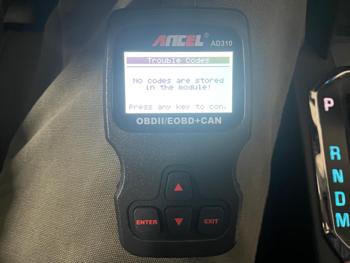 ANCEL AD310
Trouble Codes
No codes are stored
in the module!
Press any key to con.
OBDII/EOBD+CAN
ENTER
EXIT
P
R
N
D
M